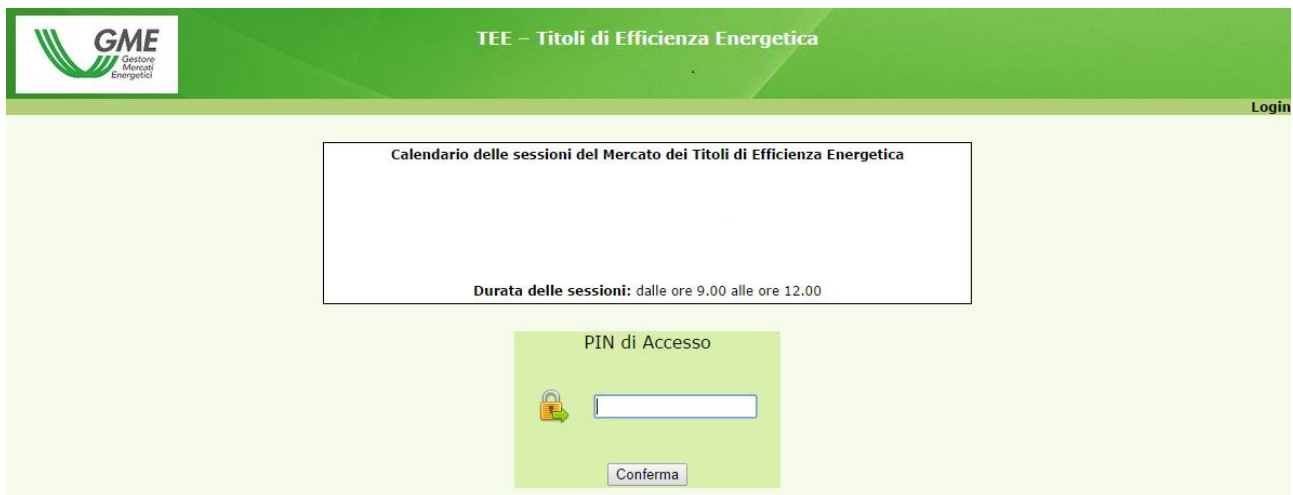 GME
Gestore
Mercati
Energetici
TEE – Titoli di Efficienza Energetica
.
Login
Calendario delle sessioni del Mercato dei Titoli di Efficienza Energetica
Durata delle sessioni: dalle ore 9.00 alle ore 12.00
PIN di Accesso
Conferma